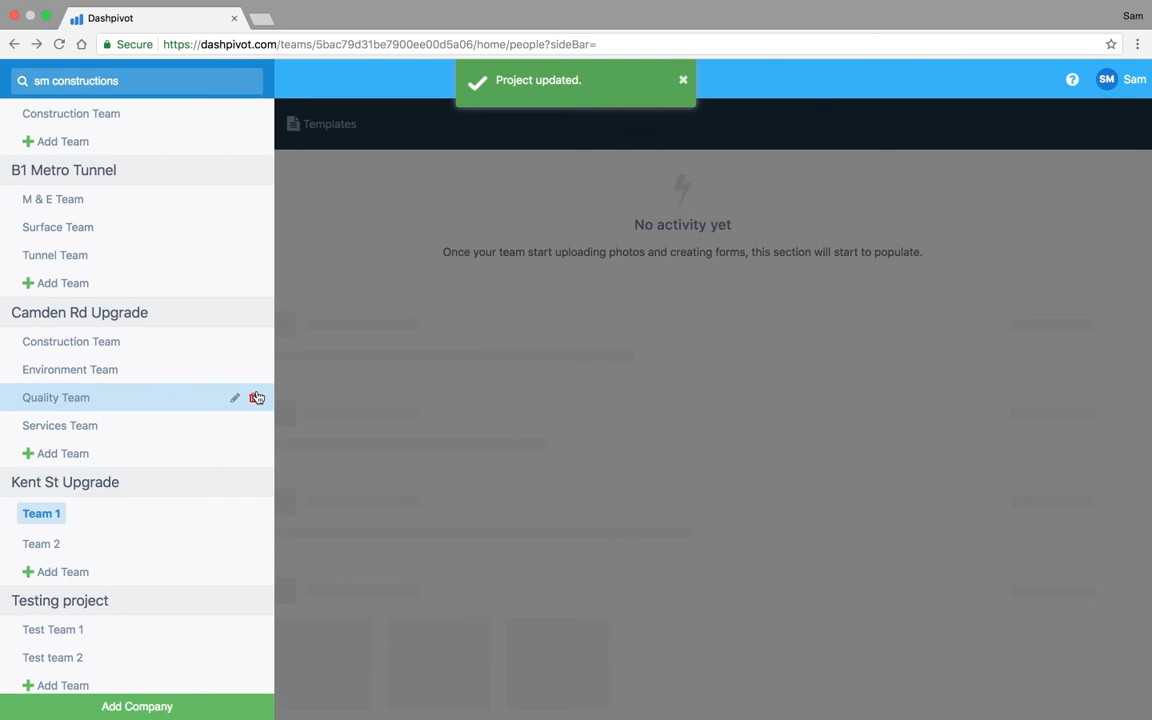 Dashpivot
Sam
Secure https://dashpivot.com/teams/5bac79d31be7900ee00d5a06/home/people?sideBar=
sm constructions
Project updated.
SM Sam
Templates
Construction Team
Add Team
B1 Metro Tunnel
M & E Team
Surface Team
Tunnel Team
Add Team
Camden Rd Upgrade
Construction Team
Environment Team
Quality Team
Services Team
Add Team
Kent St Upgrade
Team 1
Team 2
Add Team
Testing project
Test Team 1
Test team 2
Add Team
Add Company
No activity yet
Once your team start uploading photos and creating forms, this section will start to populate.